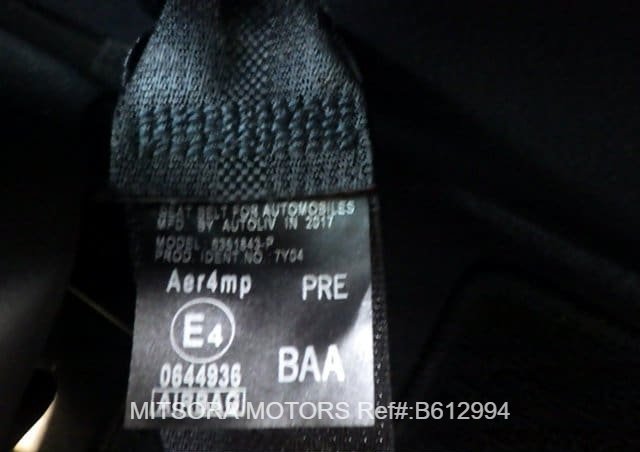 SEAT BELT FOR AUTOMOBILES
MFD. BY AUTOLIV IN 2017
MODEL
PROD. IDENT.NO. 7Y04
Aer4mp PRE
E4
BAA
0644936
AIRBAG
MITSORA MOTORS Ref#:B612994